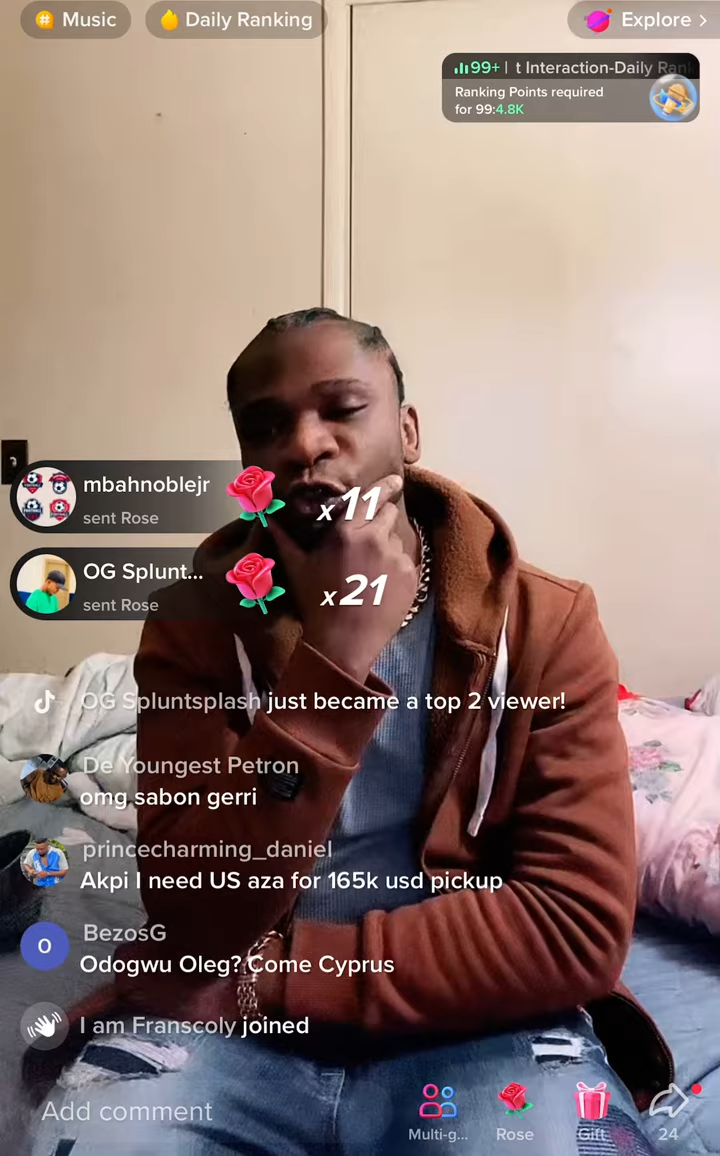 Music
Daily Ranking
Explore
99+ | t Interaction-Daily Ran
Ranking Points required
for 99:4.8K
mbahnoblejr
sent Rose
x11
OG Splunt...
sent Rose
x21
OG Spluntsplash just became a top 2 viewer!
De Youngest Petron
omg sabon gerri
princecharming_daniel
Akpi I need US aza for 165k usd pickup
O
BezosG
Odogwu Oleg? Come Cyprus
I am Franscoly joined
Add comment
Multi-g...
Rose
Gift
24